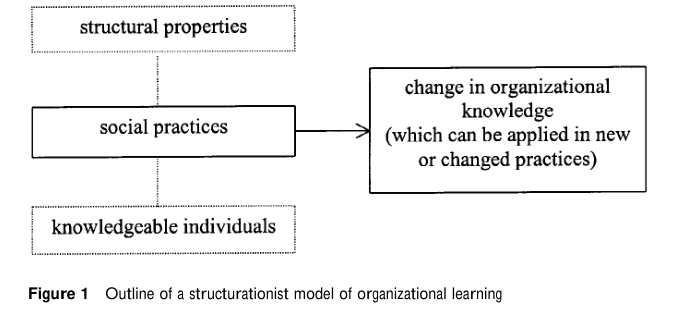 structural properties
social practices
change in organizational
knowledge
(which can be applied in new
or changed practices)
knowledgeable individuals
Figure 1 Outline of a structurationist model of organizational learning